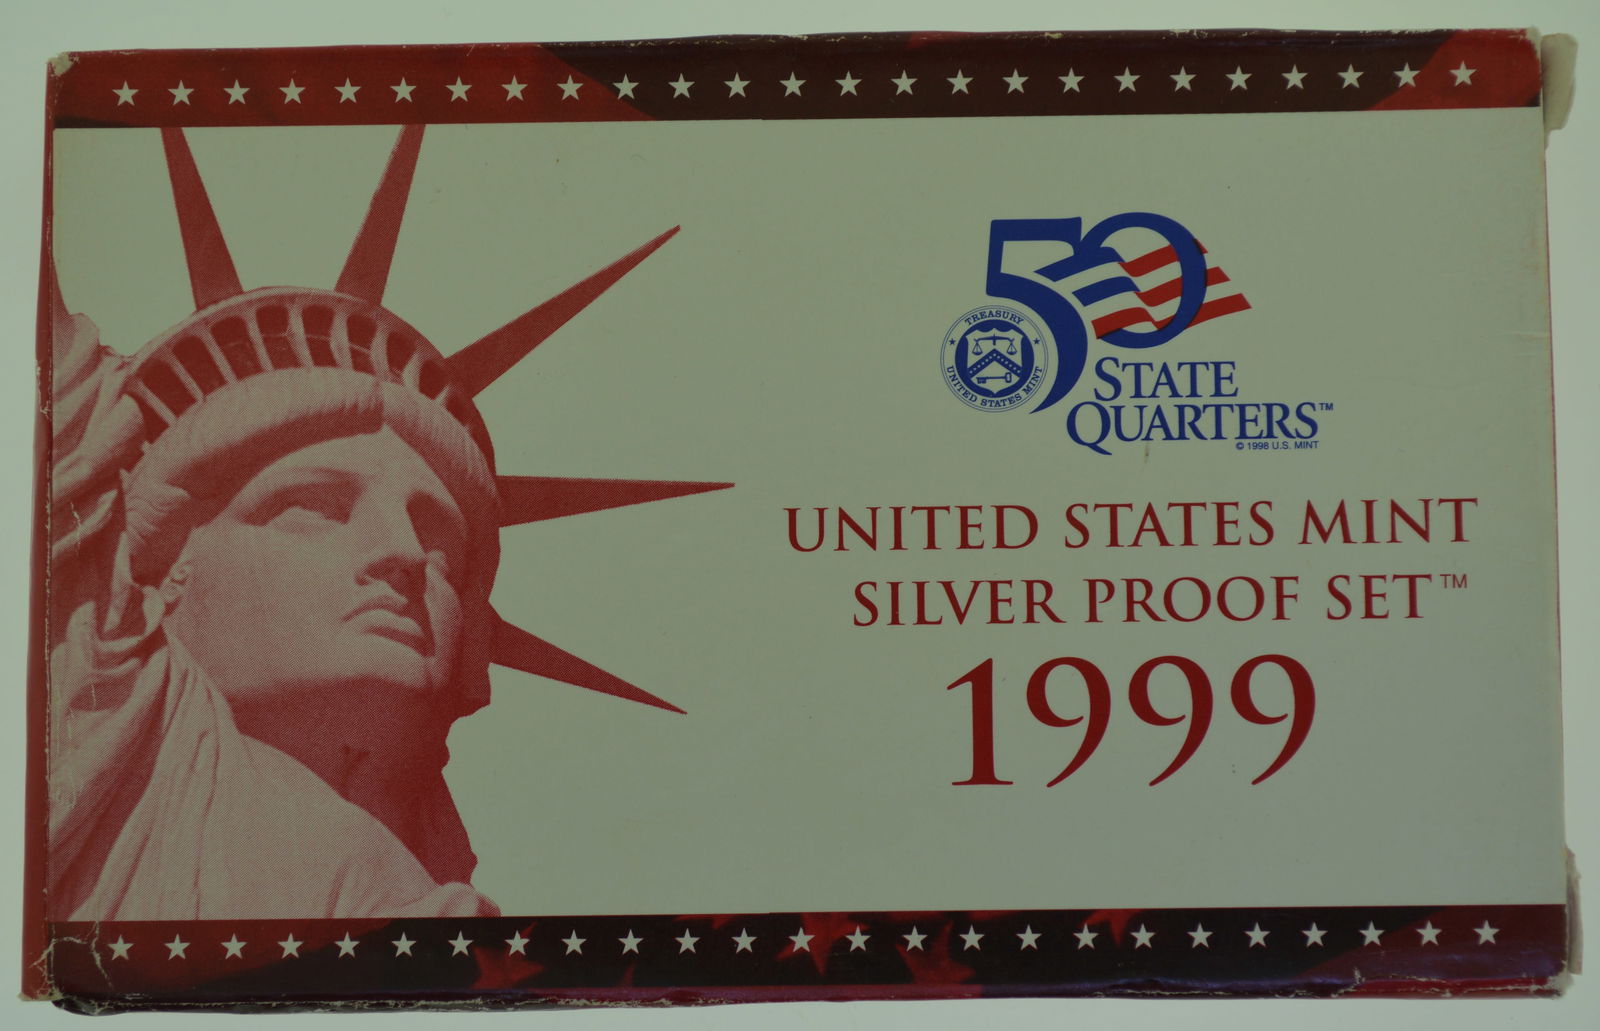 50
TREASURY
UNITED STATES MINT
STATE
QUARTERS™
© 1998 U.S. MINT
UNITED STATES MINT
SILVER PROOF SET™
1999